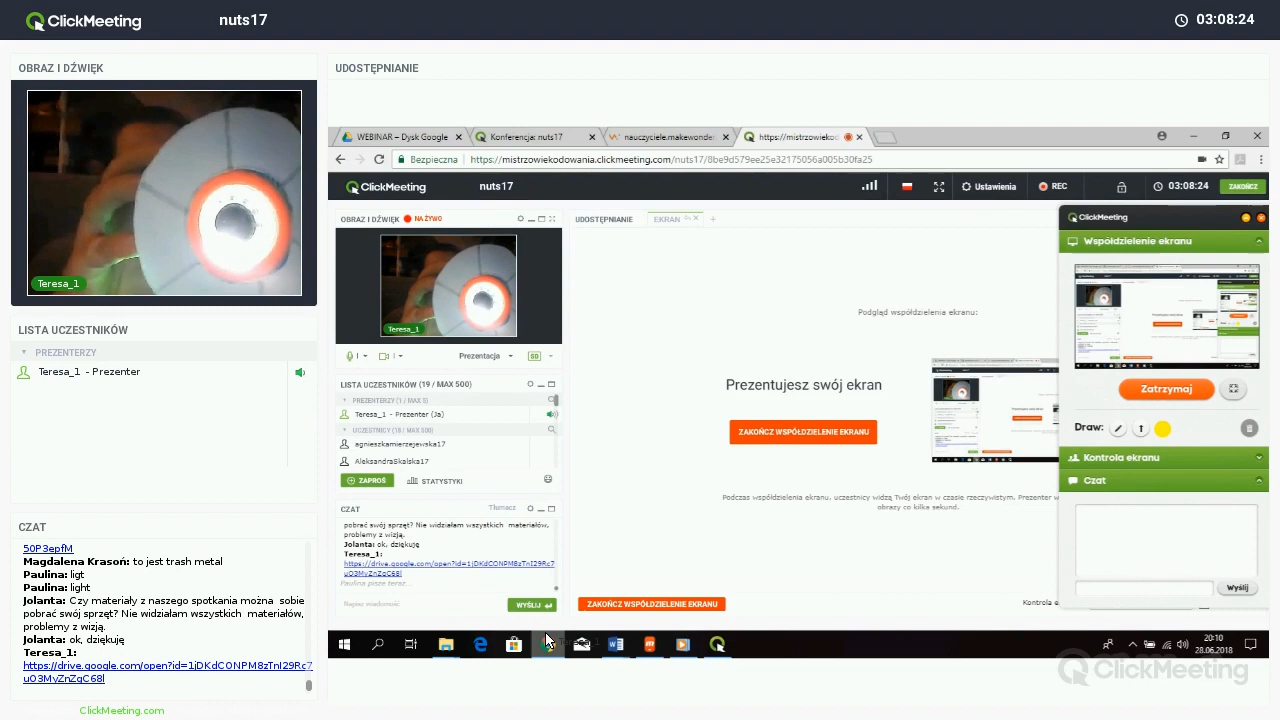 ClickMeeting
nuts17
03:08:24
OBRAZ I DŹWIĘK
Teresa_1
LISTA UCZESTNIKÓW
PREZENTERZY
Teresa_1 - Prezenter
CZAT
50P3epfM
Magdalena Krasoń: to jest trash metal
Paulina: ligt
Paulina: light
Jolanta: Czy materiały z naszego spotkania można sobie
pobrać swój sprzęt? Nie widziałam wszystkich materiałów,
problemy z wizją.
Jolanta: ok, dziękuję
Teresa_1:
https://drive.google.com/open?id=1jDKdCONPM8zTnI29Rc7
uO3MyZnZqC68l
ClickMeeting.com
UDOSTĘPNIANIE
WEBINAR – Dysk Google
Konferencja: nuts17
nauczyciele.makewonde
https://mistrzowiekod
Bezpieczna
https://mistrzowiekodowania.clickmeeting.com/nuts17/8be9d579ee25e32175056a005b30fa25
ClickMeeting
nuts17
Ustawienia
REC
03:08:24
ZAKOŃCZ
OBRAZ I DŹWIĘK
NA ŻYWO
Teresa_1
Prezentacja
SD
LISTA UCZESTNIKÓW (19 / MAX 500)
PREZENTERZY (1 / MAX 5)
Teresa_1 - Prezenter (Ja)
UCZESTNICY (18 / MAX 500)
agnieszkamierzejewska17
AleksandraSkalska17
ZAPROŚ
STATYSTYKI
CZAT
Tłumacz
pobrać swój sprzęt? Nie widziałam wszystkich materiałów,
problemy z wizją.
Jolanta: ok, dziękuję
Teresa_1:
https://drive.google.com/open?id=1jDKdCONPM8zTnI29Rc7
uO3MyZnZqC68l
Paulina pisze teraz...
Napisz wiadomość
WYŚLIJ
UDOSTĘPNIANIE
EKRAN
Podgląd współdzielenia ekranu:
Prezentujesz swój ekran
ZAKOŃCZ WSPÓŁDZIELENIE EKRANU
Podczas współdzielenia ekranu, uczestnicy widzą Twój ekran w czasie rzeczywistym. Prezenter w
obrazy co kilka sekund.
ZAKOŃCZ WSPÓŁDZIELENIE EKRANU
Kontrola e
ClickMeeting
Współdzielenie ekranu
Zatrzymaj
Draw:
Kontrola ekranu
Czat
Wyślij
Teresa_1
20:10
28.06.2018
ClickMeeting